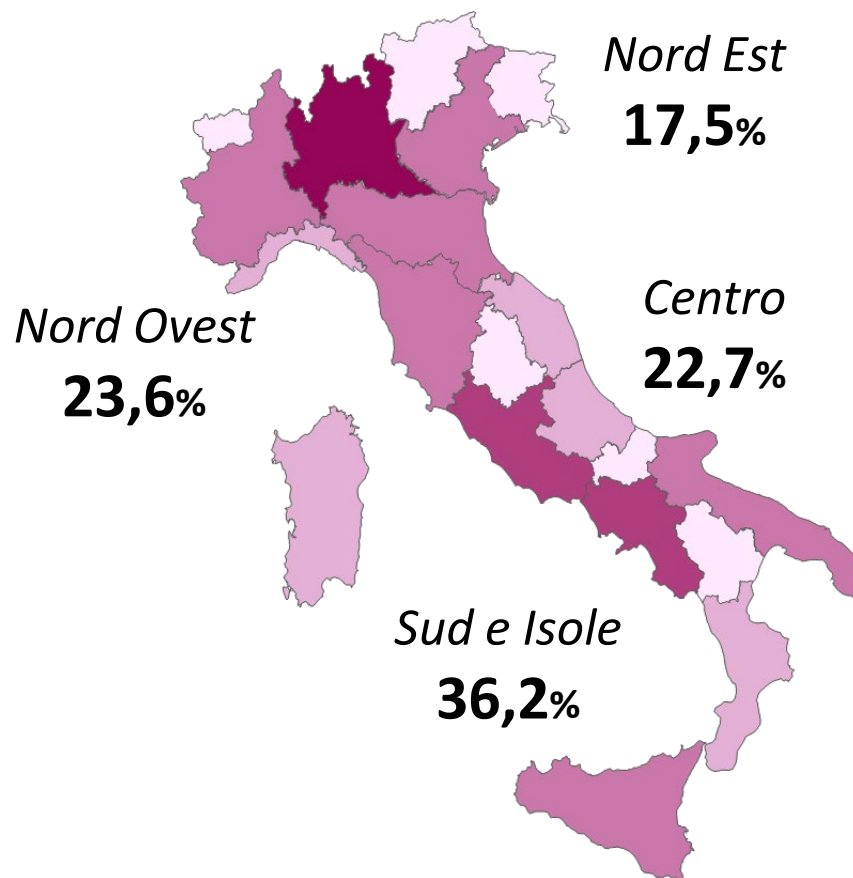 Nord Est
17,5%
Centro
22,7%
Nord Ovest
23,6%
Sud e Isole
36,2%